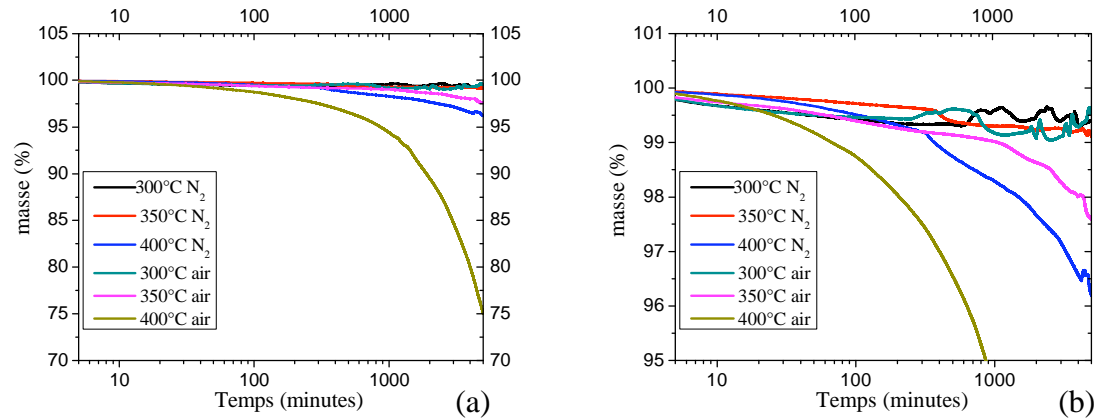 10 100 1000
105
100
95
90
85
80
75
70
105
100
95
90
85
80
75
70
masse (%)
300°C N2
350°C N2
400°C N2
300°C air
350°C air
400°C air
10 100 1000
Temps (minutes)
(a)
10 100 1000
101
100
99
98
97
96
95
masse (%)
300°C N2
350°C N2
400°C N2
300°C air
350°C air
400°C air
10 100 1000
Temps (minutes)
(b)